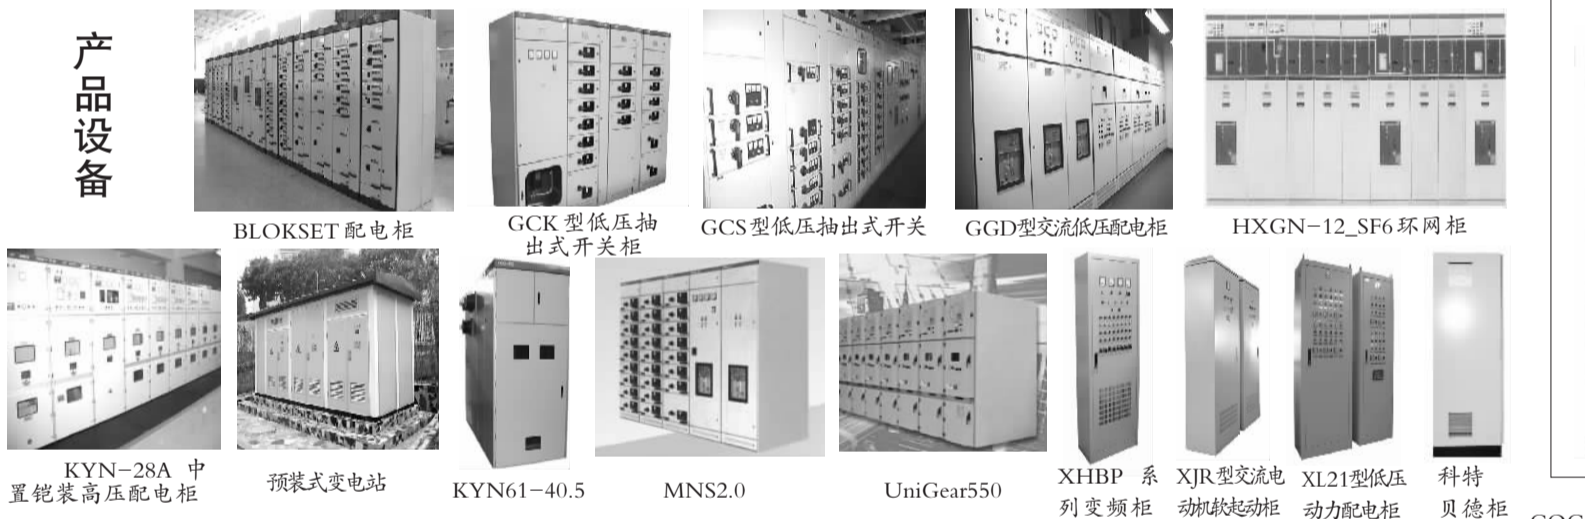 产品设备
BLOKSET配电柜
GCK型低压抽
出式开关柜
GCS型低压抽出式开关
GGD型交流低压配电柜
HXGN-12_SF6环网柜
KYN-28A 中
置铠装高压配电柜
预装式变电站
KYN61-40.5
MNS2.0
UniGear550
XHBP 系
列变频柜
XJR型交流电
动机软起动柜
XL21型低压
动力配电柜
科特
贝德柜